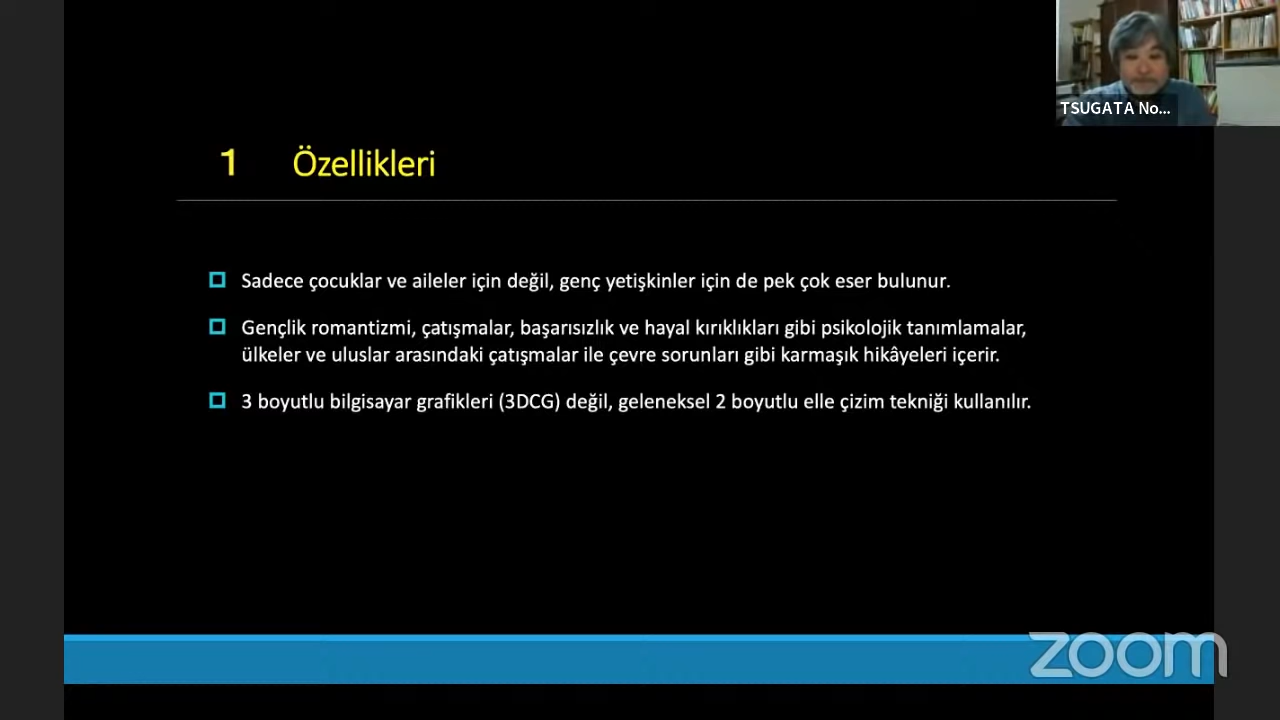 TSUGATA No...
1 Özellikleri
Sadece çocuklar ve aileler için değil, genç yetişkinler için de pek çok eser bulunur.
Gençlik romantizmi, çatışmalar, başarısızlık ve hayal kırıklıkları gibi psikolojik tanımlamalar,
ülkeler ve uluslar arasındaki çatışmalar ile çevre sorunları gibi karmaşık hikâyeleri içerir.
3 boyutlu bilgisayar grafikleri (3DCG) değil, geleneksel 2 boyutlu elle çizim tekniği kullanılır.
zoom